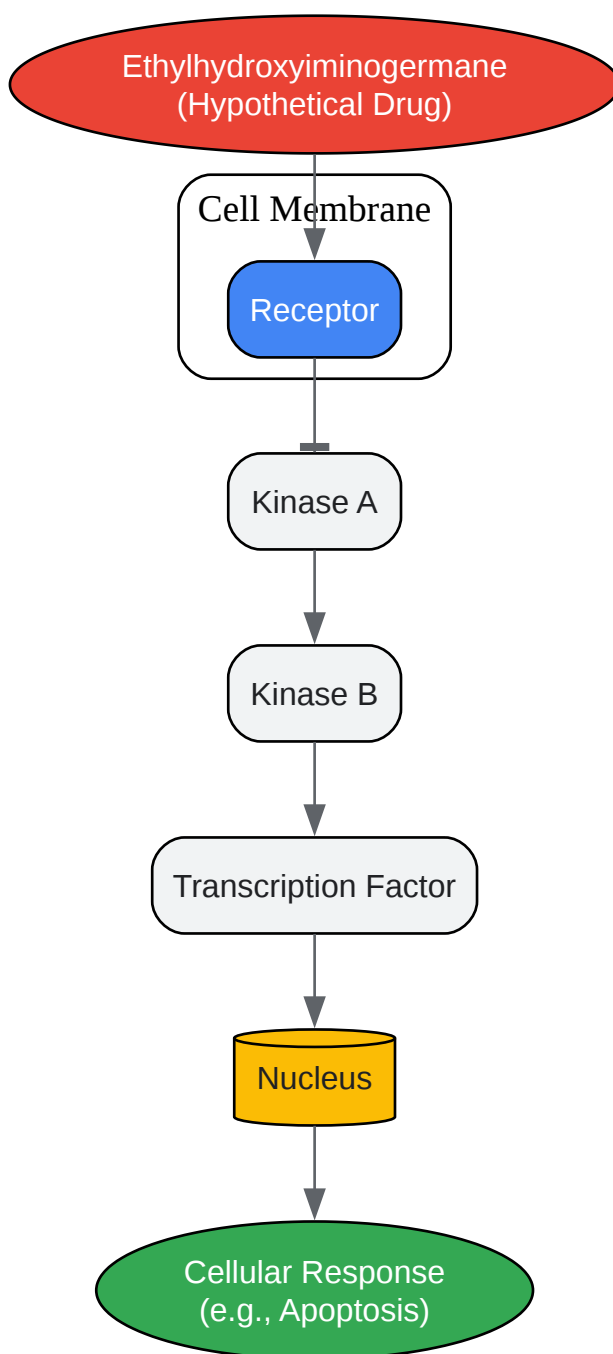 Ethylhydroxyiminogermane
(Hypothetical Drug)
Cell Membrane
Receptor
Kinase A
Kinase B
Transcription Factor
Nucleus
Cellular Response
(e.g., Apoptosis)